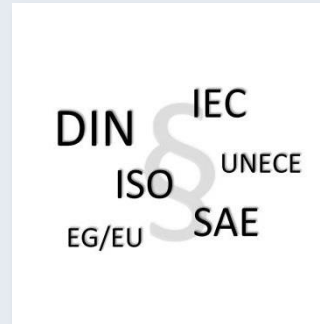 IEC
DIN
§
UNECE
ISO
SAE
EG/EU